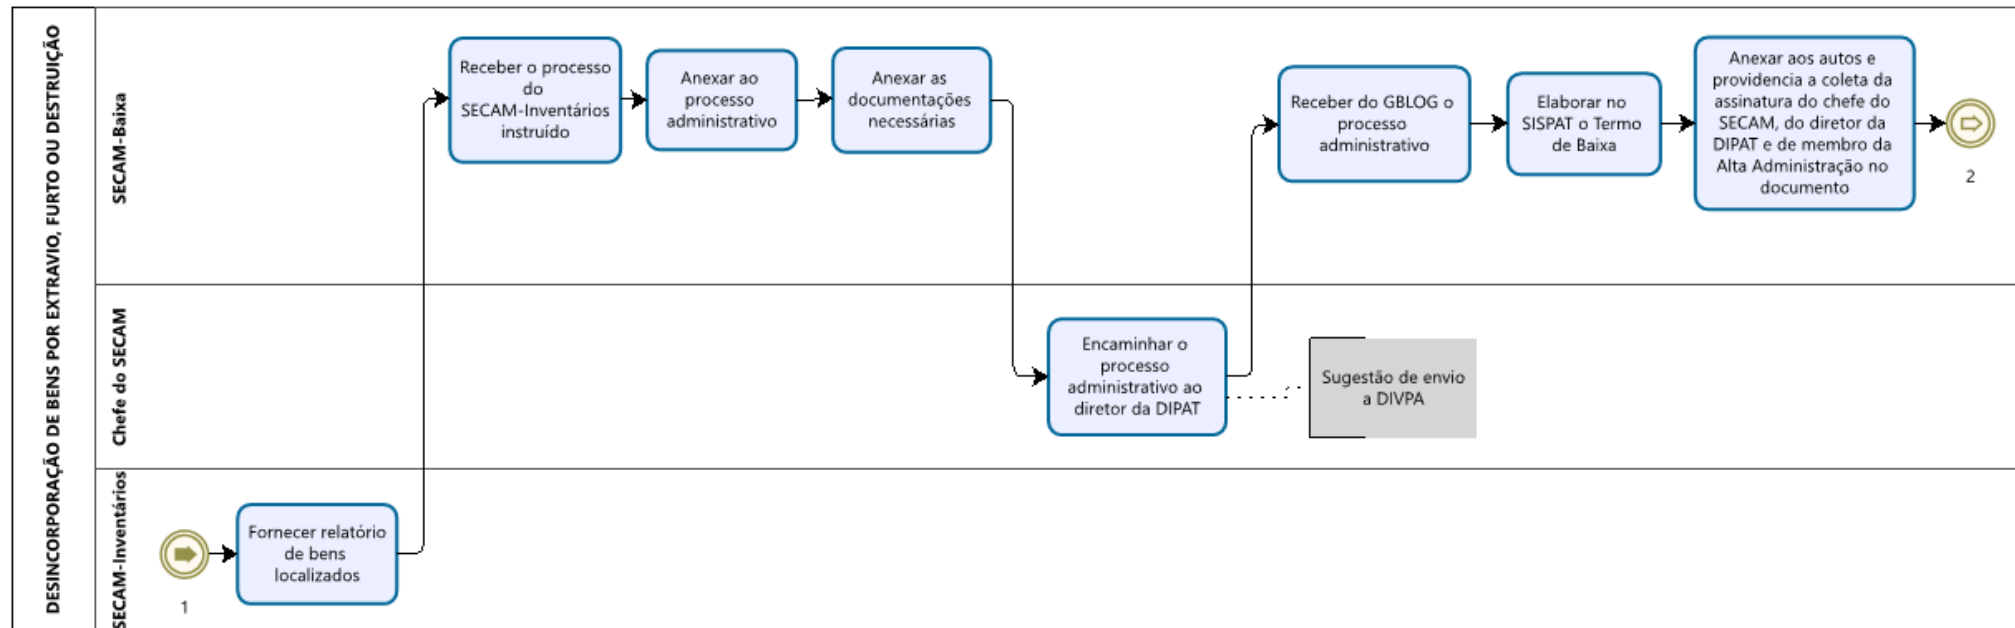 DESINCORPORAÇÃO DE BENS POR EXTRAVIO, FURTO OU DESTRUIÇÃO
SECAM-Baixa
Receber o processo
do
SECAM-Inventários
instruído
Anexar ao
processo
administrativo
Anexar as
documentações
necessárias
Receber do GBLOG o
processo
administrativo
Elaborar no
SISPAT o Termo
de Baixa
Anexar aos autos e
providencia a coleta da
assinatura do chefe do
SECAM, do diretor da
DIPAT e de membro da
Alta Administração no
documento
2
Chefe do SECAM
Encaminhar o
processo
administrativo ao
diretor da DIPAT
Sugestão de envio
a DIVPA
SECAM-Inventários
1
Fornecer relatório
de bens
localizados